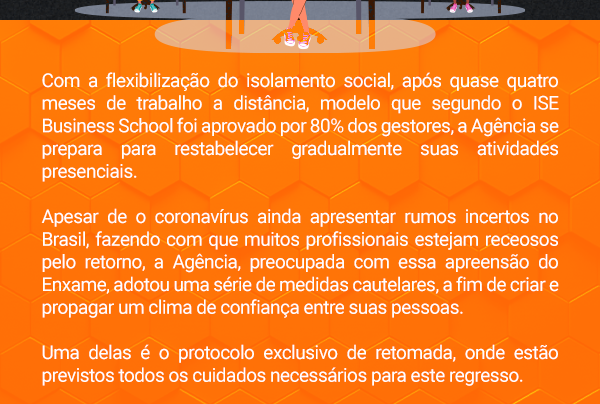 Com a flexibilização do isolamento social, após quase quatro
meses de trabalho a distância, modelo que segundo o ISE
Business School foi aprovado por 80% dos gestores, a Agência se
prepara para restabelecer gradualmente suas atividades
presenciais.
Apesar de o coronavírus ainda apresentar rumos incertos no
Brasil, fazendo com que muitos profissionais estejam receosos
pelo retorno, a Agência, preocupada com essa apreensão do
Enxame, adotou uma série de medidas cautelares, a fim de criar e
propagar um clima de confiança entre suas pessoas.
Uma delas é o protocolo exclusivo de retomada, onde estão
previstos todos os cuidados necessários para este regresso.